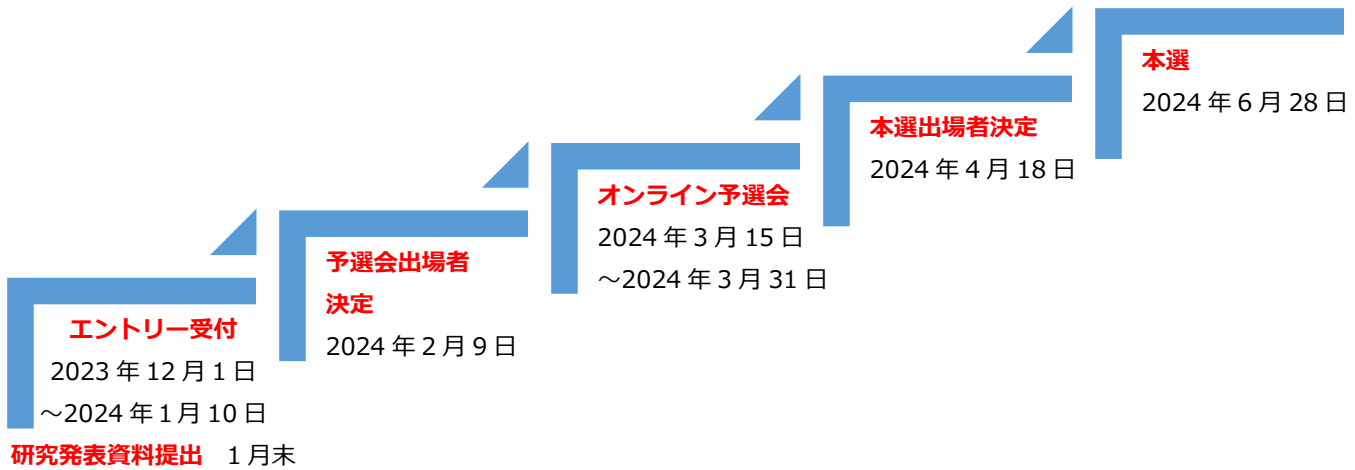 エントリー受付
2023年12月1日
～2024年1月10日
研究発表資料提出　1月末
予選会出場者
決定
2024年2月9日
オンライン予選会
2024年3月15日
～2024年3月31日
本選出場者決定
2024年4月18日
本選
2024年6月28日